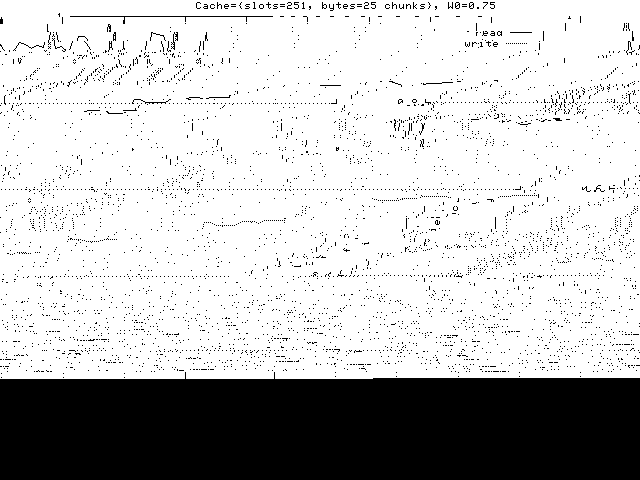 Cache=(slots=251, bytes=25 chunks), W0=0.75
read
write